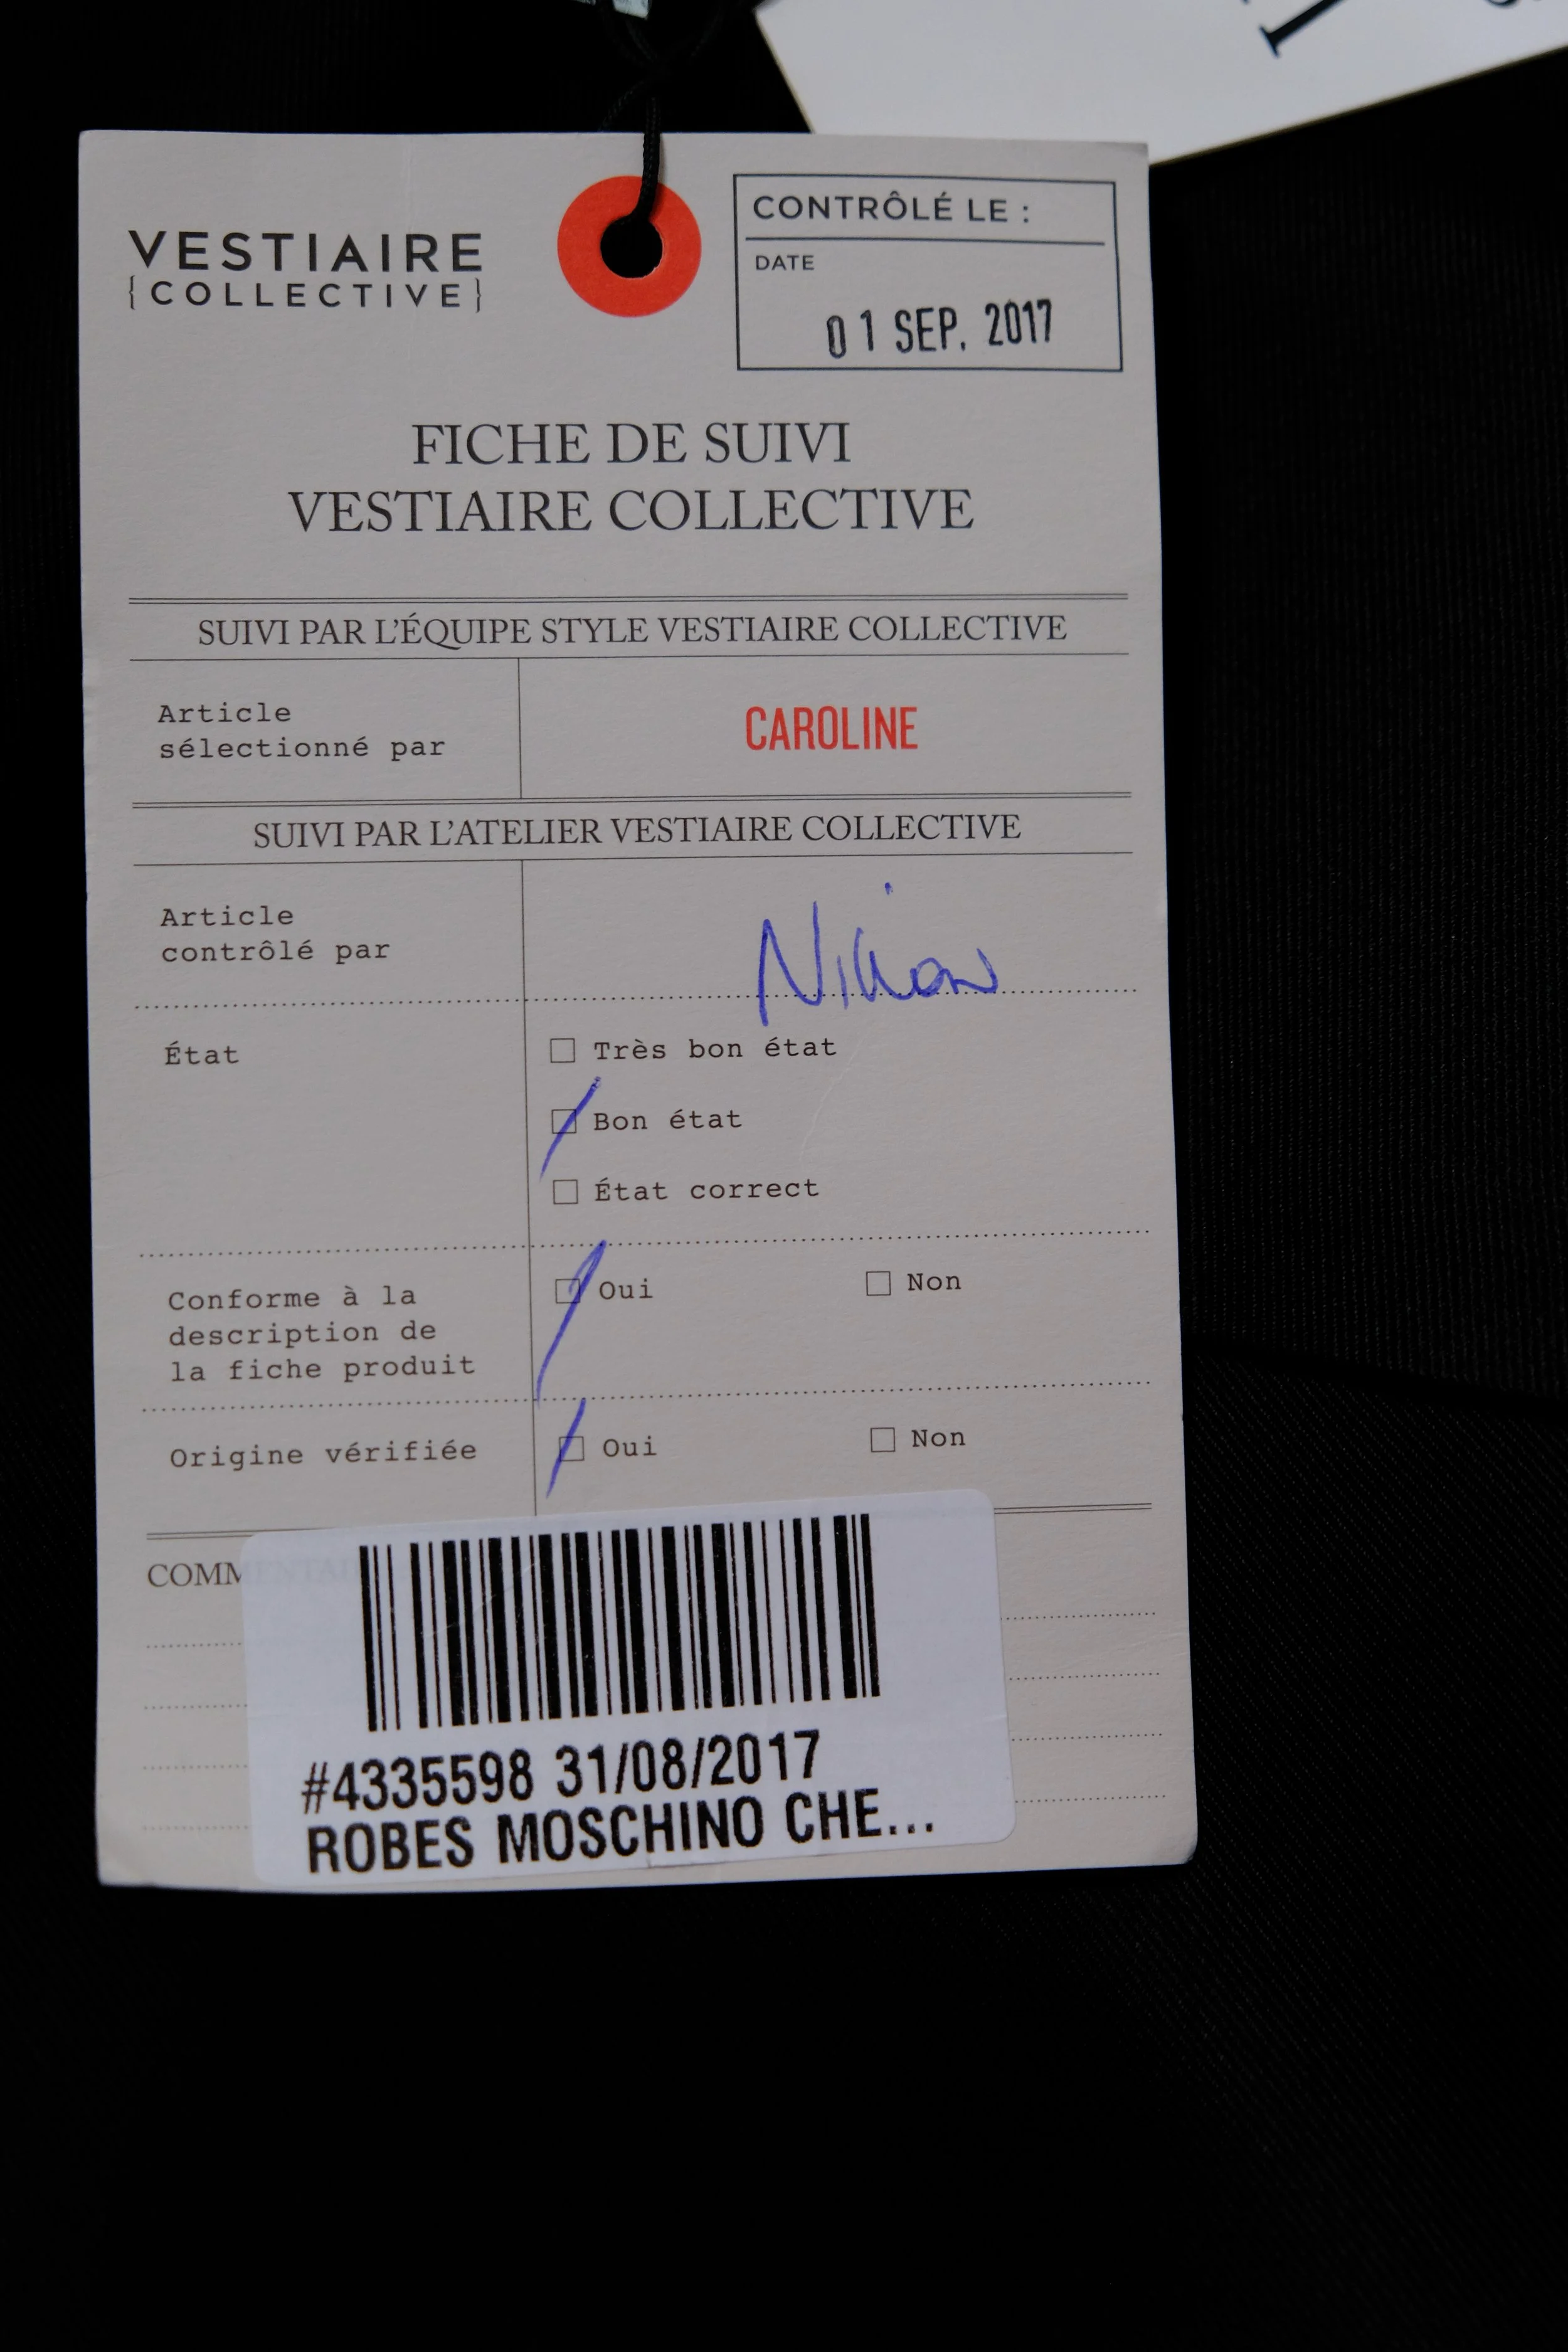 VESTIAIRE
{COLLECTIVE}
CONTRÔLÉ LE :
DATE
01 SEP. 2017
FICHE DE SUIVI
VESTIAIRE COLLECTIVE
SUIVI PAR L'ÉQUIPE STYLE VESTIAIRE COLLECTIVE
Article
sélectionné par
CAROLINE
SUIVI PAR L'ATELIER VESTIAIRE COLLECTIVE
Article
contrôlé par
État
Très bon état
Bon état
État correct
Conforme à la
description de
la fiche produit
Oui
Non
Origine vérifiée
Oui
Non
#4335598 31/08/2017
ROBES MOSCHINO CHE...